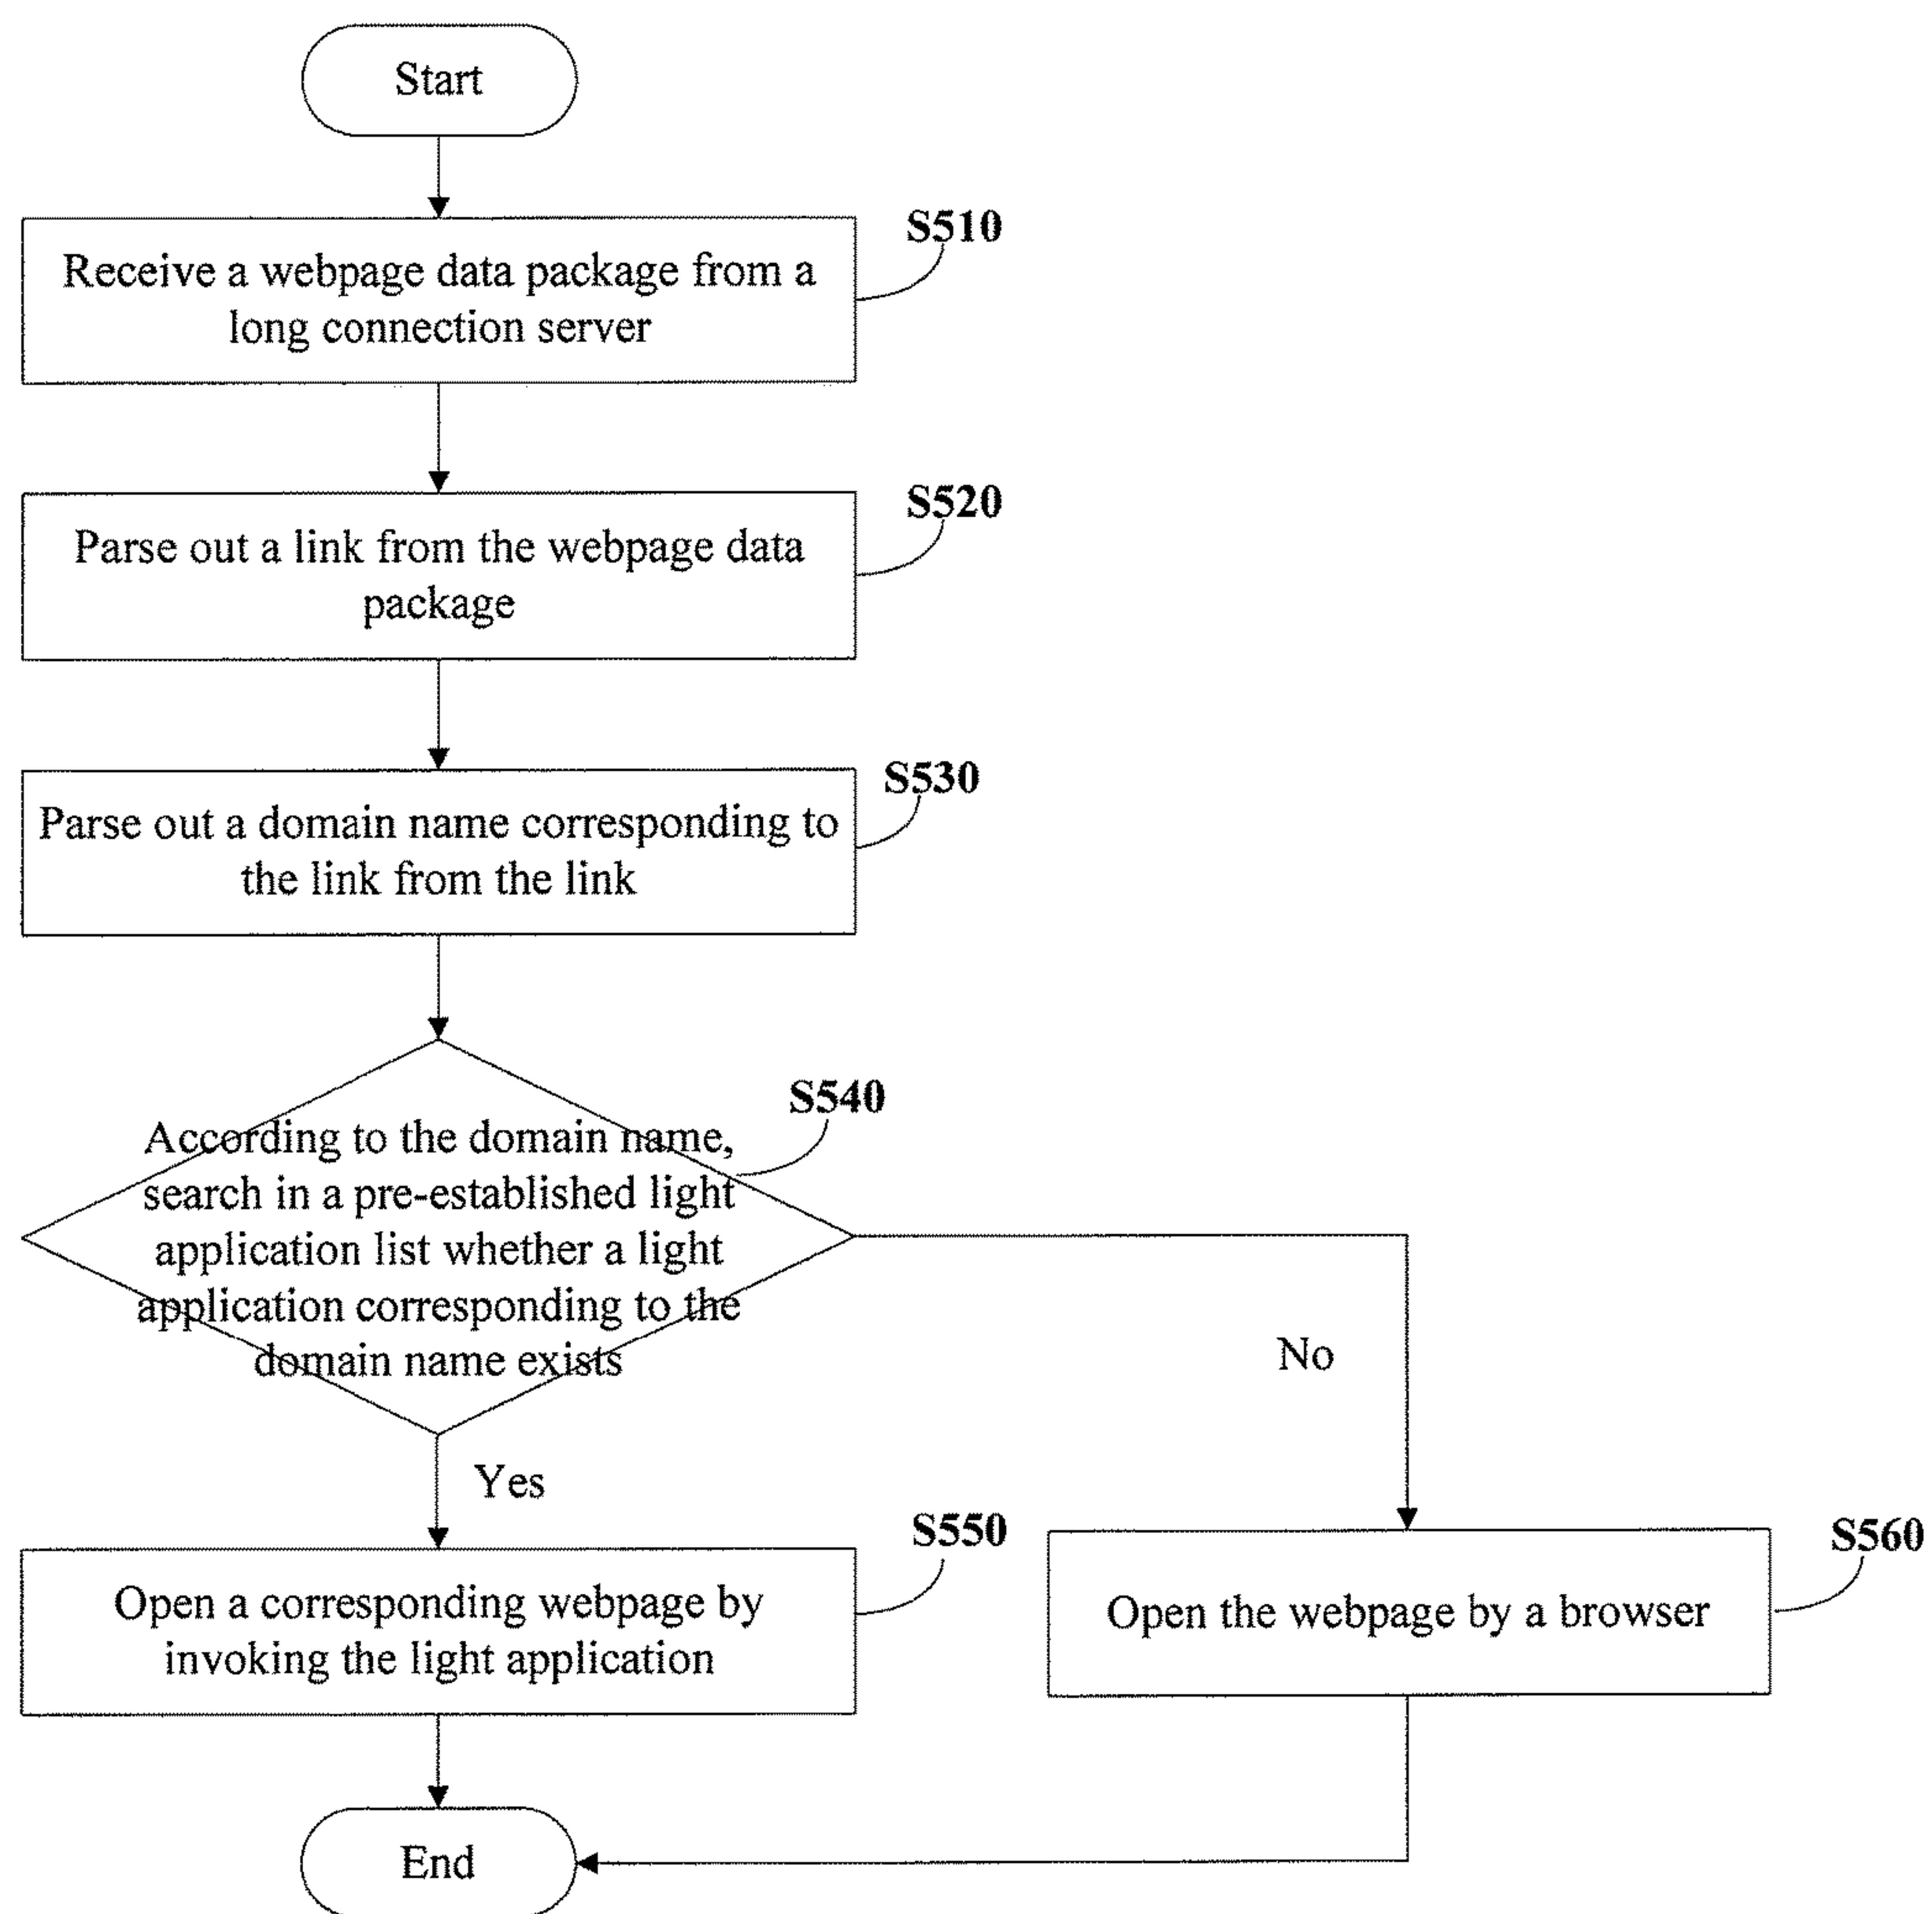 Start
S510
Receive a webpage data package from a
long connection server
S520
Parse out a link from the webpage data
package
S530
Parse out a domain name corresponding to
the link from the link
S540
According to the domain name,
search in a pre-established light
application list whether a light
application corresponding to the
domain name exists
No
Yes
S550
Open a corresponding webpage by
invoking the light application
S560
Open the webpage by a browser
End